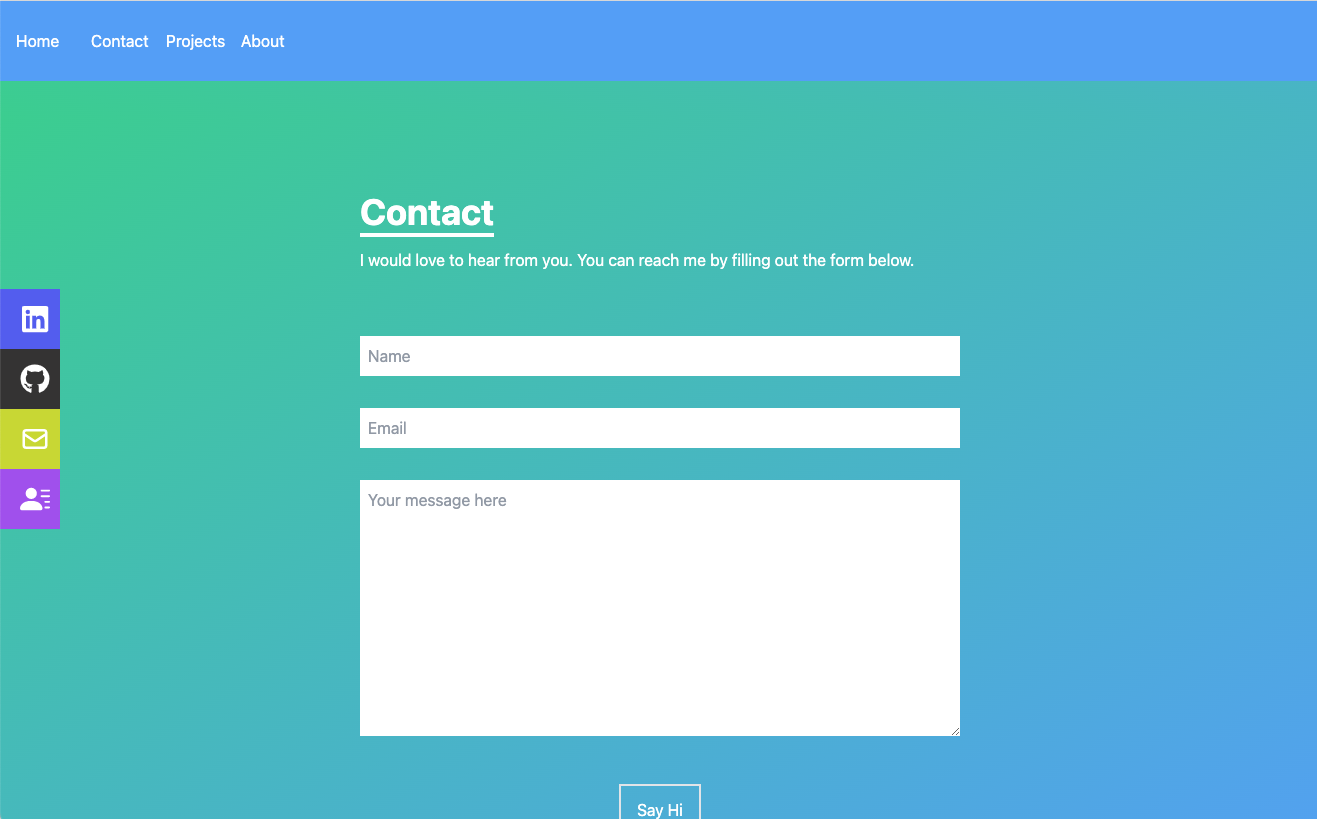 Home Contact Projects About
Contact
I would love to hear from you. You can reach me by filling out the form below.
in
Name
Email
Your message here
Say Hi